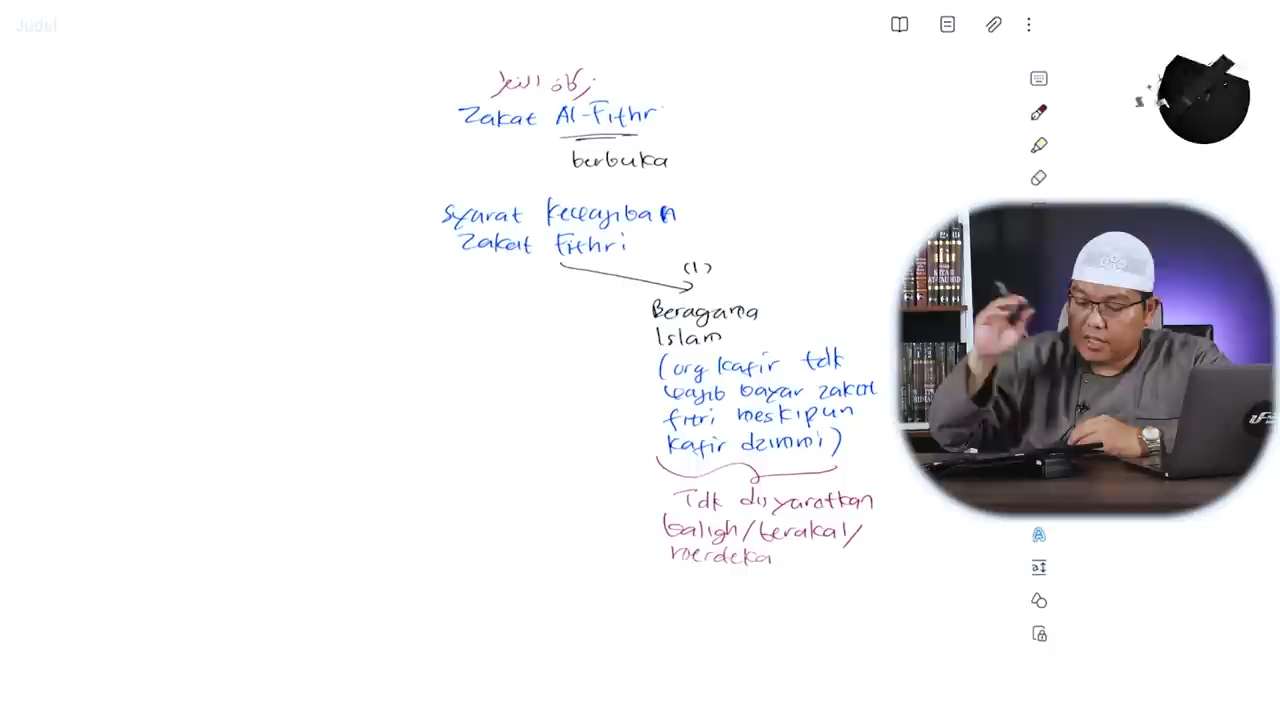 Judul
زكاة الفطر
Zakat Al-Fithr
berbuka
Syarat kewajiban
Zakat Fithri
(1)
Beragama
Islam
(org kafir tdk
wajib bayar zakat
fitri meskipun
kafir dzimmi)
Tdk disyaratkan
baligh/berakal/
merdeka